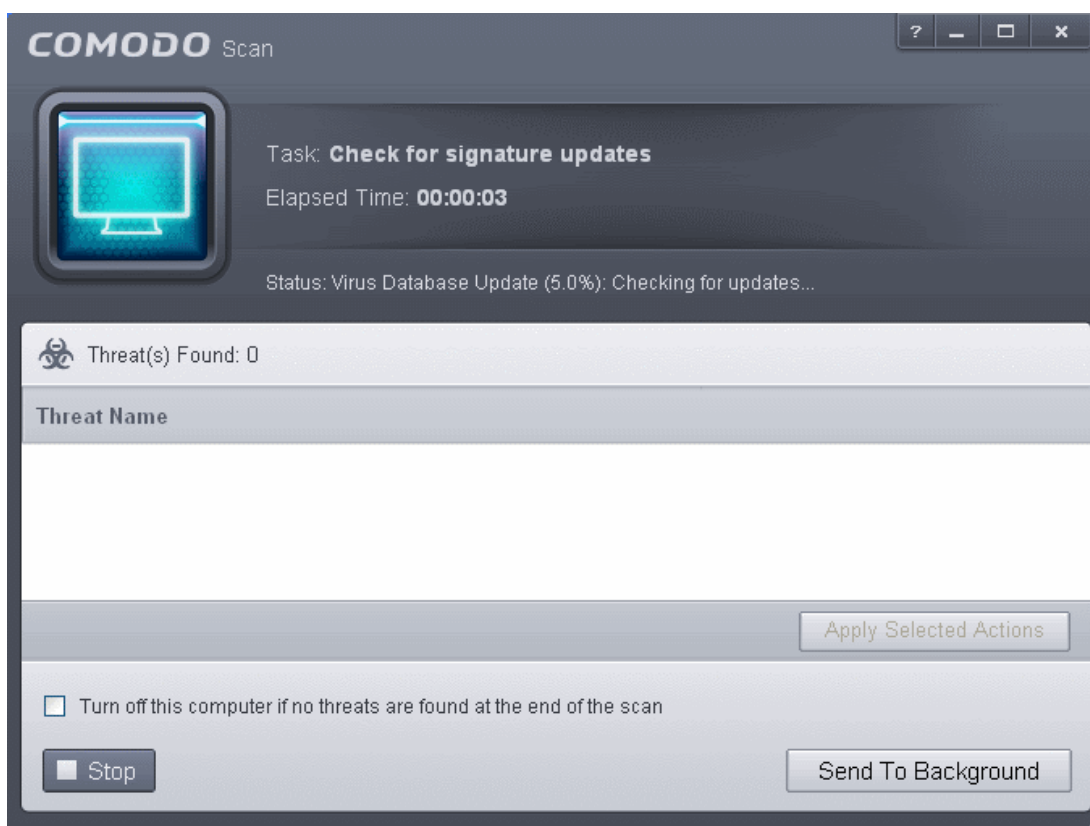 COMODO Scan
?
Task: Check for signature updates
Elapsed Time: 00:00:03
Status: Virus Database Update (5.0%): Checking for updates...
Threat(s) Found: 0
Threat Name
Apply Selected Actions
Turn off this computer if no threats are found at the end of the scan
Stop
Send To Background